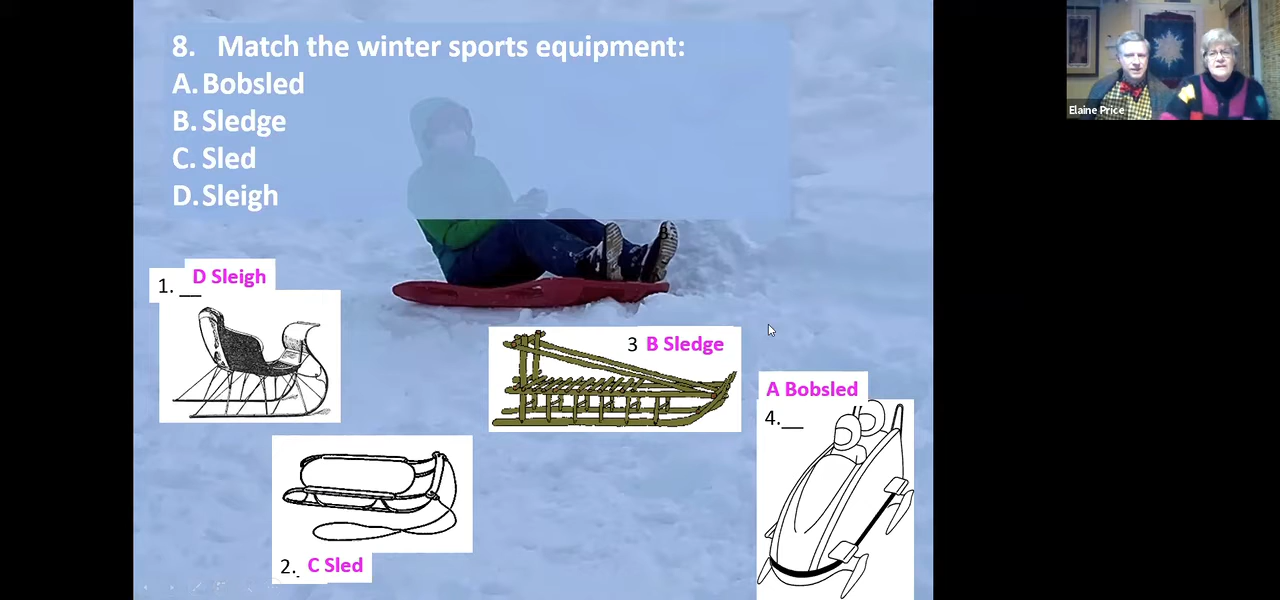 8. Match the winter sports equipment:
A. Bobsled
B. Sledge
C. Sled
D. Sleigh
Elaine Price
1. __ D Sleigh
3 B Sledge
A Bobsled
4.__
2._ C Sled